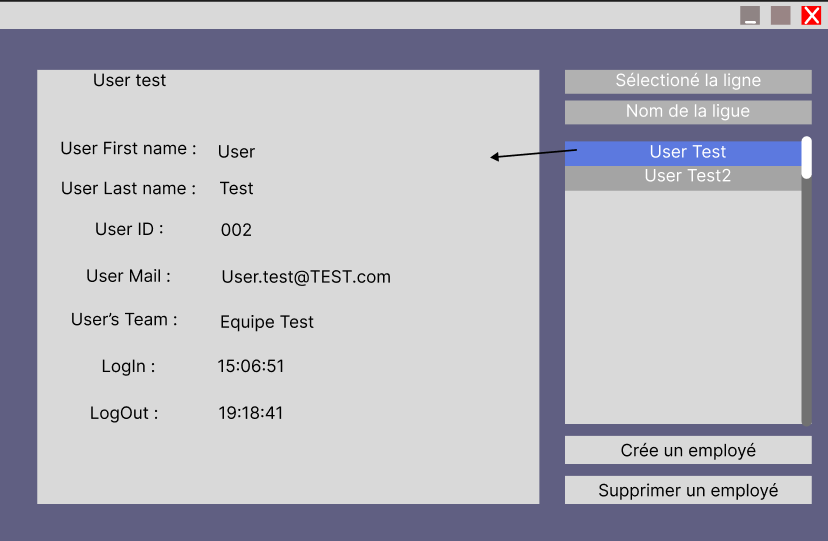 User test
User First name : User
User Last name : Test
User ID : 002
User Mail : User.test@TEST.com
User’s Team : Equipe Test
LogIn : 15:06:51
LogOut : 19:18:41
Sélectioné la ligne
Nom de la ligue
User Test
User Test2
Crée un employé
Supprimer un employé